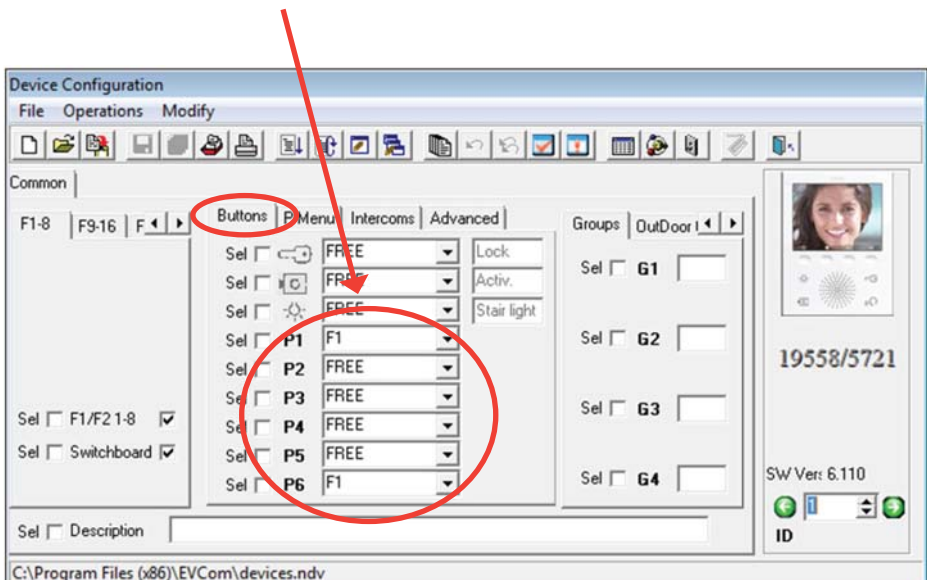 Device Configuration
File Operations Modify
Common
F1-8 F9-16 F
Buttons P Menu Intercoms Advanced
Groups OutDoor
Sel FREE Lock
Sel FREE Activ.
Sel FREE Stair light
Sel P1 F1
Sel P2 FREE
Sel P3 FREE
Sel P4 FREE
Sel P5 FREE
Sel P6 F1
Sel F1/F2 1-8
Sel Switchboard
Sel G1
Sel G2
Sel G3
Sel G4
19558/5721
SW Ver: 6.110
1
ID
Sel Description
C:\Program Files (x86)\EVCom\devices.ndv